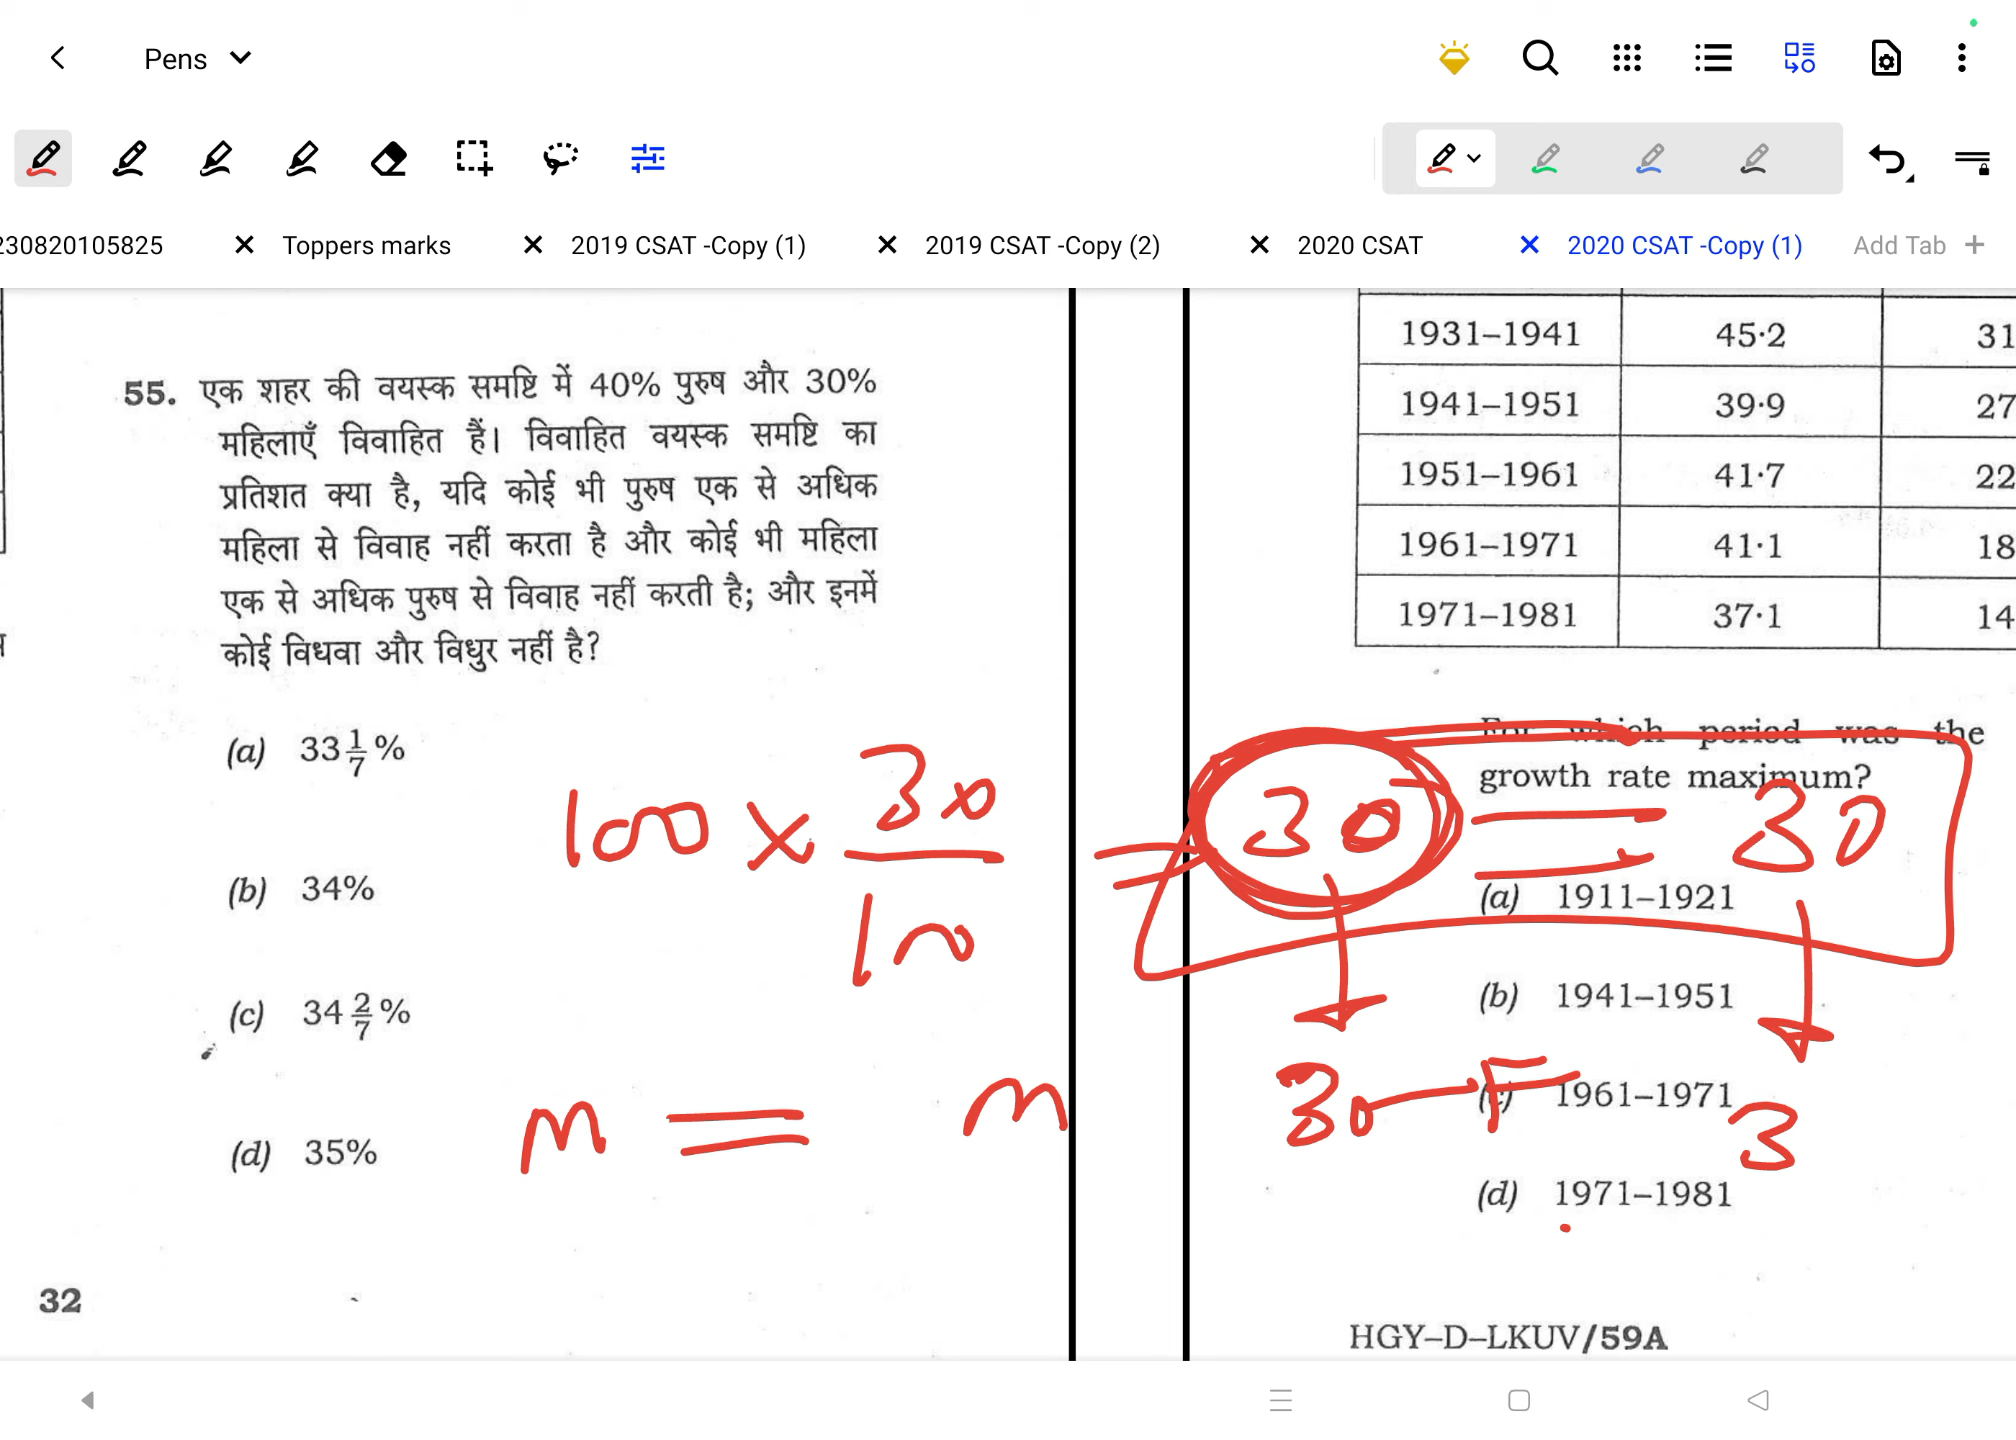 Pens
230820105825
Toppers marks
2019 CSAT -Copy (1)
2019 CSAT -Copy (2)
2020 CSAT
2020 CSAT -Copy (1)
Add Tab
55. एक शहर की वयस्क समष्टि में 40% पुरुष और 30%
महिलाएँ विवाहित हैं। विवाहित वयस्क समष्टि का
प्रतिशत क्या है, यदि कोई भी पुरुष एक से अधिक
महिला से विवाह नहीं करता है और कोई भी महिला
एक से अधिक पुरुष से विवाह नहीं करती है; और इनमें
कोई विधवा और विधुर नहीं है?
(a) 33 1/7 %
(b) 34%
(c) 34 2/7 %
(d) 35%
100 × 30/100 = 30 = 30
m = m
30 F
3
32
1931–1941 45·2 31
1941–1951 39·9 27
1951–1961 41·7 22
1961–1971 41·1 18
1971–1981 37·1 14
For which period was the
growth rate maximum?
(a) 1911–1921
(b) 1941–1951
(c) 1961–1971
(d) 1971–1981
HGY–D–LKUV/59A